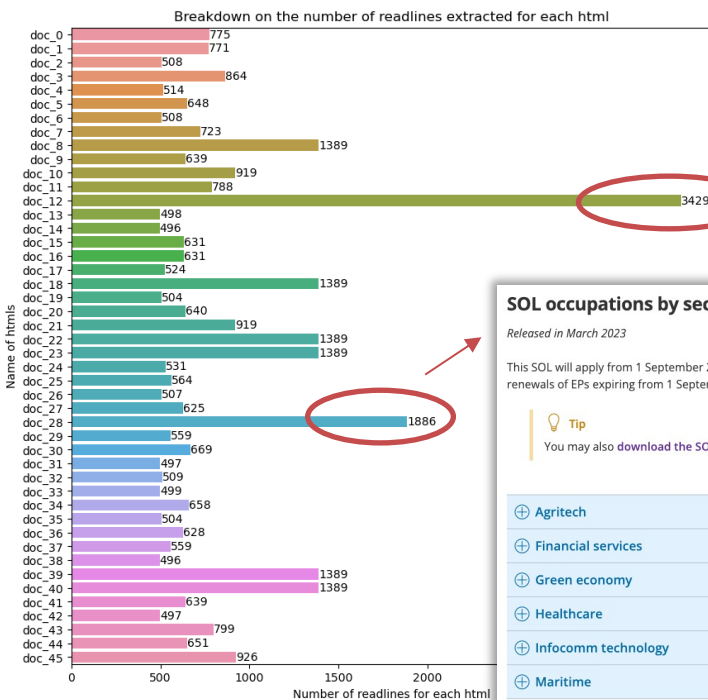 Breakdown on the number of readlines extracted for each html
doc_0 775
doc_1 771
doc_2 508
doc_3 864
doc_4 514
doc_5 648
doc_6 508
doc_7 723
doc_8 1389
doc_9 639
doc_10 919
doc_11 788
doc_12 3429
doc_13 498
doc_14 496
doc_15 631
doc_16 631
doc_17 524
doc_18 1389
doc_19 504
doc_20 640
doc_21 919
doc_22 1389
doc_23 1389
doc_24 531
doc_25 564
doc_26 507
doc_27 625
doc_28 1886
doc_29 559
doc_30 669
doc_31 497
doc_32 509
doc_33 499
doc_34 658
doc_35 504
doc_36 628
doc_37 559
doc_38 496
doc_39 1389
doc_40 1389
doc_41 639
doc_42 497
doc_43 799
doc_44 651
doc_45 926
Name of htmls
0 500 1000 1500 2000
Number of readlines for each html
SOL occupations by sec
Released in March 2023
This SOL will apply from 1 September
renewals of EPs expiring from 1 Septe
Tip
You may also download the SO
Agritech
Financial services
Green economy
Healthcare
Infocomm technology
Maritime